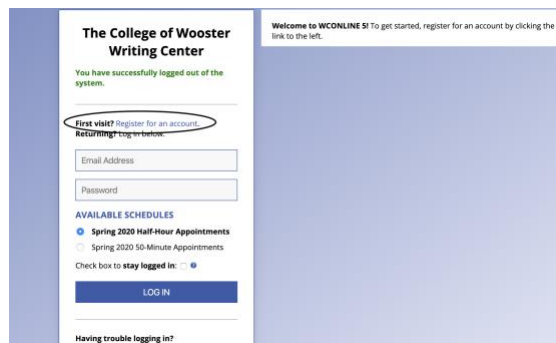 The College of Wooster
Writing Center
You have successfully logged out of the
system.
First visit? Register for an account.
Returning? Log in below.
Email Address
Password
AVAILABLE SCHEDULES
Spring 2020 Half-Hour Appointments
Spring 2020 50-Minute Appointments
Check box to stay logged in: ?
LOG IN
Having trouble logging in?
Welcome to WCONLINE 5! To get started, register for an account by clicking the
link to the left.